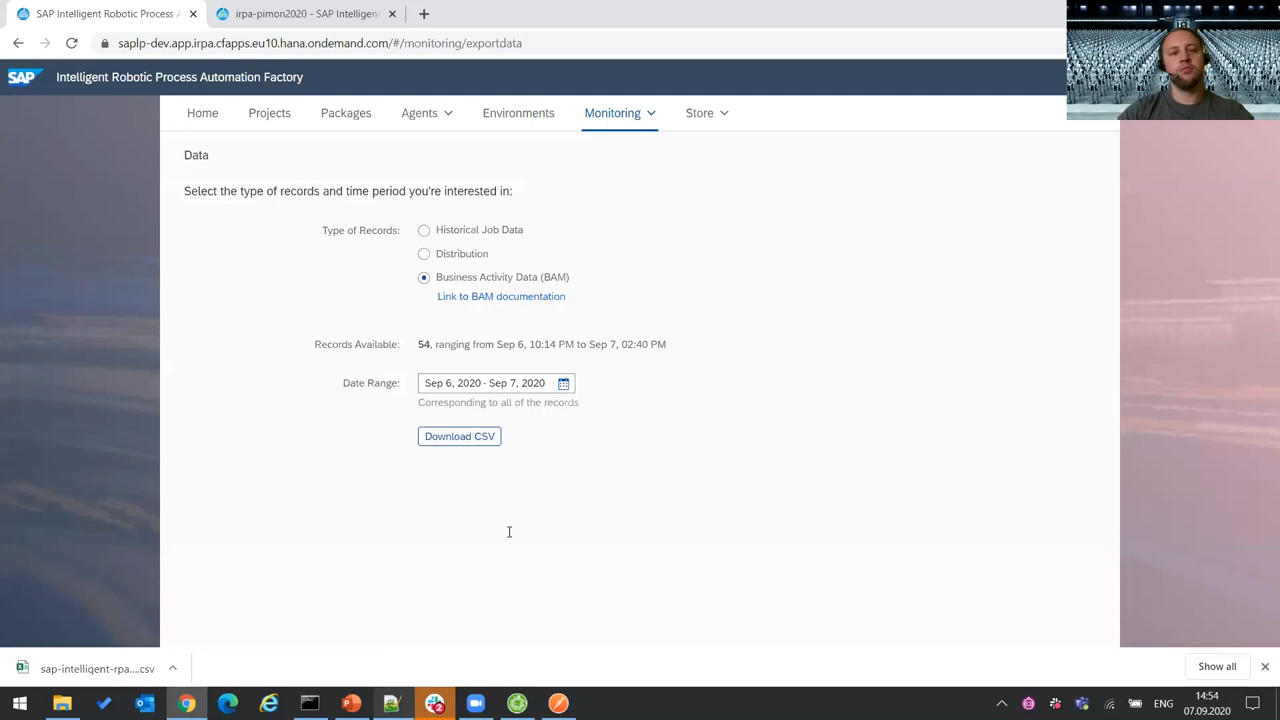 SAP Intelligent Robotic Process A
irpa-pimon2020 - SAP Intelligent
saplp-dev.app.irpa.cfapps.eu10.hana.ondemand.com/#/monitoring/exportdata
SAP Intelligent Robotic Process Automation Factory
Home Projects Packages Agents Environments Monitoring Store
Data
Select the type of records and time period you're interested in:
Type of Records:
Historical Job Data
Distribution
Business Activity Data (BAM)
Link to BAM documentation
Records Available: 54, ranging from Sep 6, 10:14 PM to Sep 7, 02:40 PM
Date Range: Sep 6, 2020 - Sep 7, 2020
Corresponding to all of the records
Download CSV
sap-intelligent-rpa....csv
Show all
ENG
14:54
07.09.2020